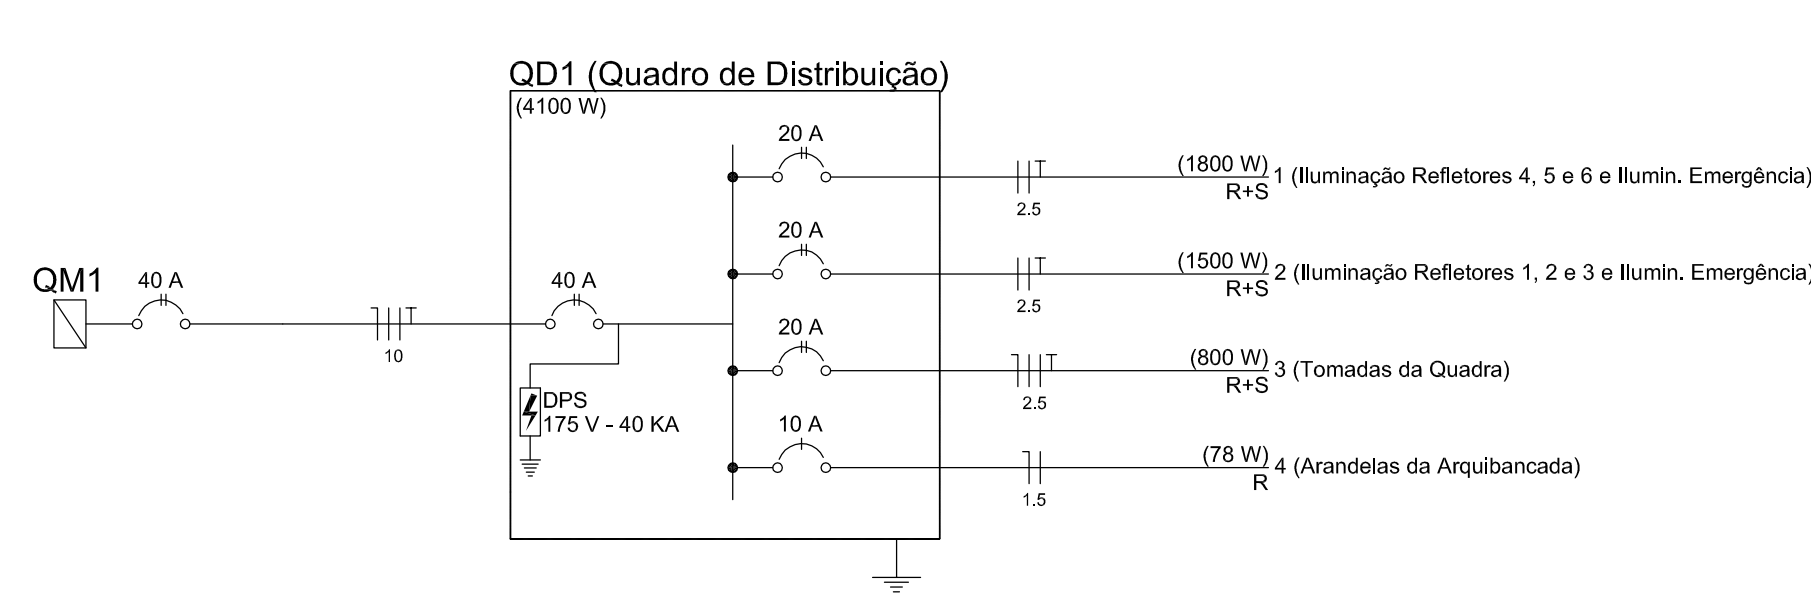 QD1 (Quadro de Distribuição)
(4100 W)
20 A
(1800 W)
1 (Iluminação Refletores 4, 5 e 6 e Ilumin. Emergência)
R+S
2.5
20 A
(1500 W)
2 (Iluminação Refletores 1, 2 e 3 e Ilumin. Emergência)
R+S
2.5
QM1
40 A
10
40 A
DPS
175 V - 40 KA
20 A
(800 W)
3 (Tomadas da Quadra)
R+S
2.5
10 A
(78 W)
4 (Arandelas da Arquibancada)
R
1.5